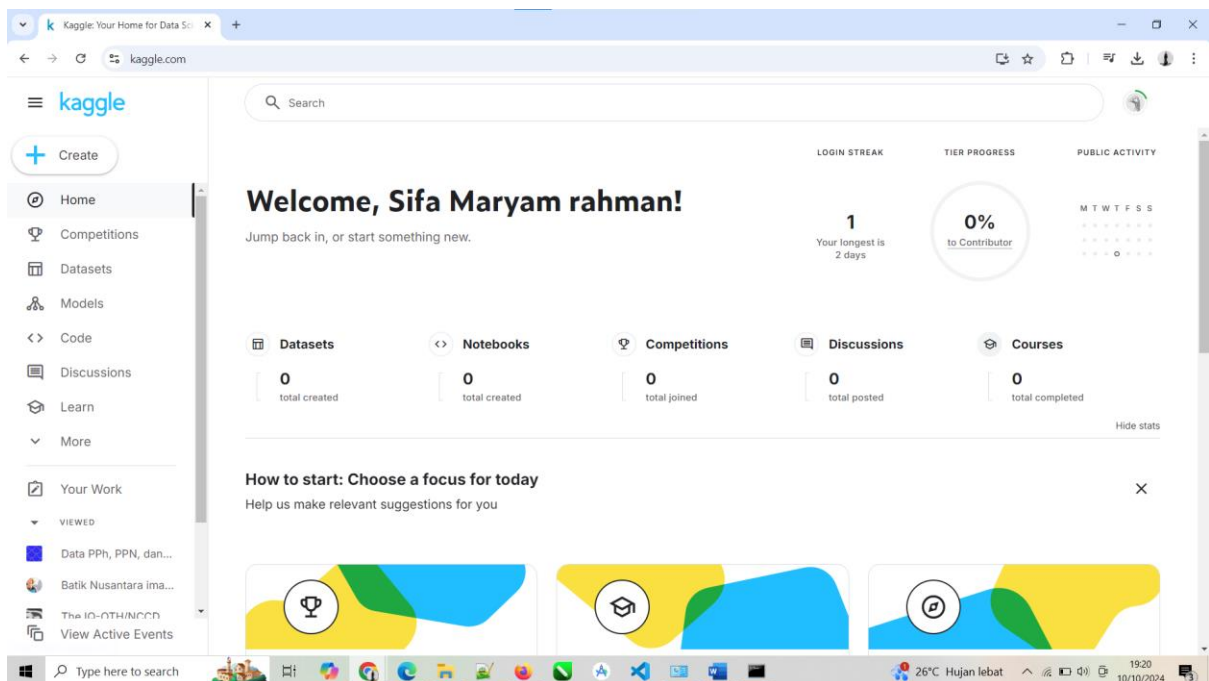 Kaggle: Your Home for Data Sci
kaggle.com
kaggle
Search
Create
Home
Competitions
Datasets
Models
Code
Discussions
Learn
More
Your Work
VIEWED
Data PPh, PPN, dan...
Batik Nusantara ima...
The IQ-OTH/NCCD
View Active Events
LOGIN STREAK
TIER PROGRESS
PUBLIC ACTIVITY
Welcome, Sifa Maryam rahman!
Jump back in, or start something new.
1
Your longest is
2 days
0%
to Contributor
M T W T F S S
Datasets
0
total created
Notebooks
0
total created
Competitions
0
total joined
Discussions
0
total posted
Courses
0
total completed
Hide stats
How to start: Choose a focus for today
Help us make relevant suggestions for you
Type here to search
26°C Hujan lebat
19:20
10/10/2024
3